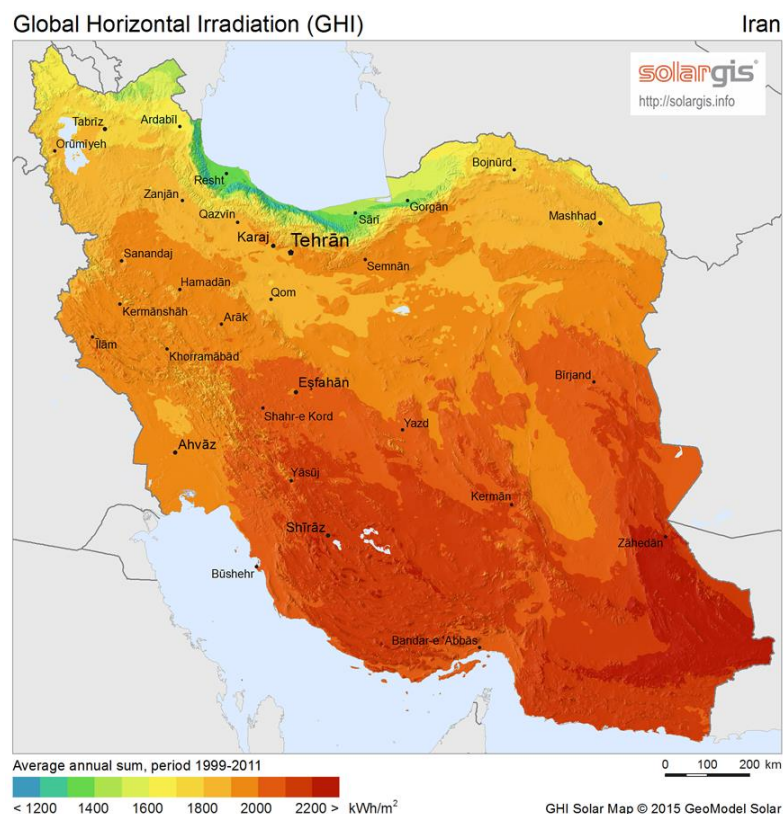 Global Horizontal Irradiation (GHI)
Iran
solargis
http://solargis.info
Tabrīz
Ardabīl
Orūmīyeh
Resht
Bojnūrd
Zanjān
Gorgān
Qazvīn
Sārī
Mashhad
Karaj
Tehrān
Sanandaj
Semnān
Hamadān
Qom
Kermānshāh
Arāk
Īlām
Khorramābād
Bīrjand
Eşfahān
Shahr-e Kord
Yazd
Ahvāz
Yāsūj
Kermān
Shīrāz
Zāhedān
Būshehr
Bandar-e 'Abbās
Average annual sum, period 1999-2011
0 100 200 km
< 1200 1400 1600 1800 2000 2200 > kWh/m²
GHI Solar Map © 2015 GeoModel Solar